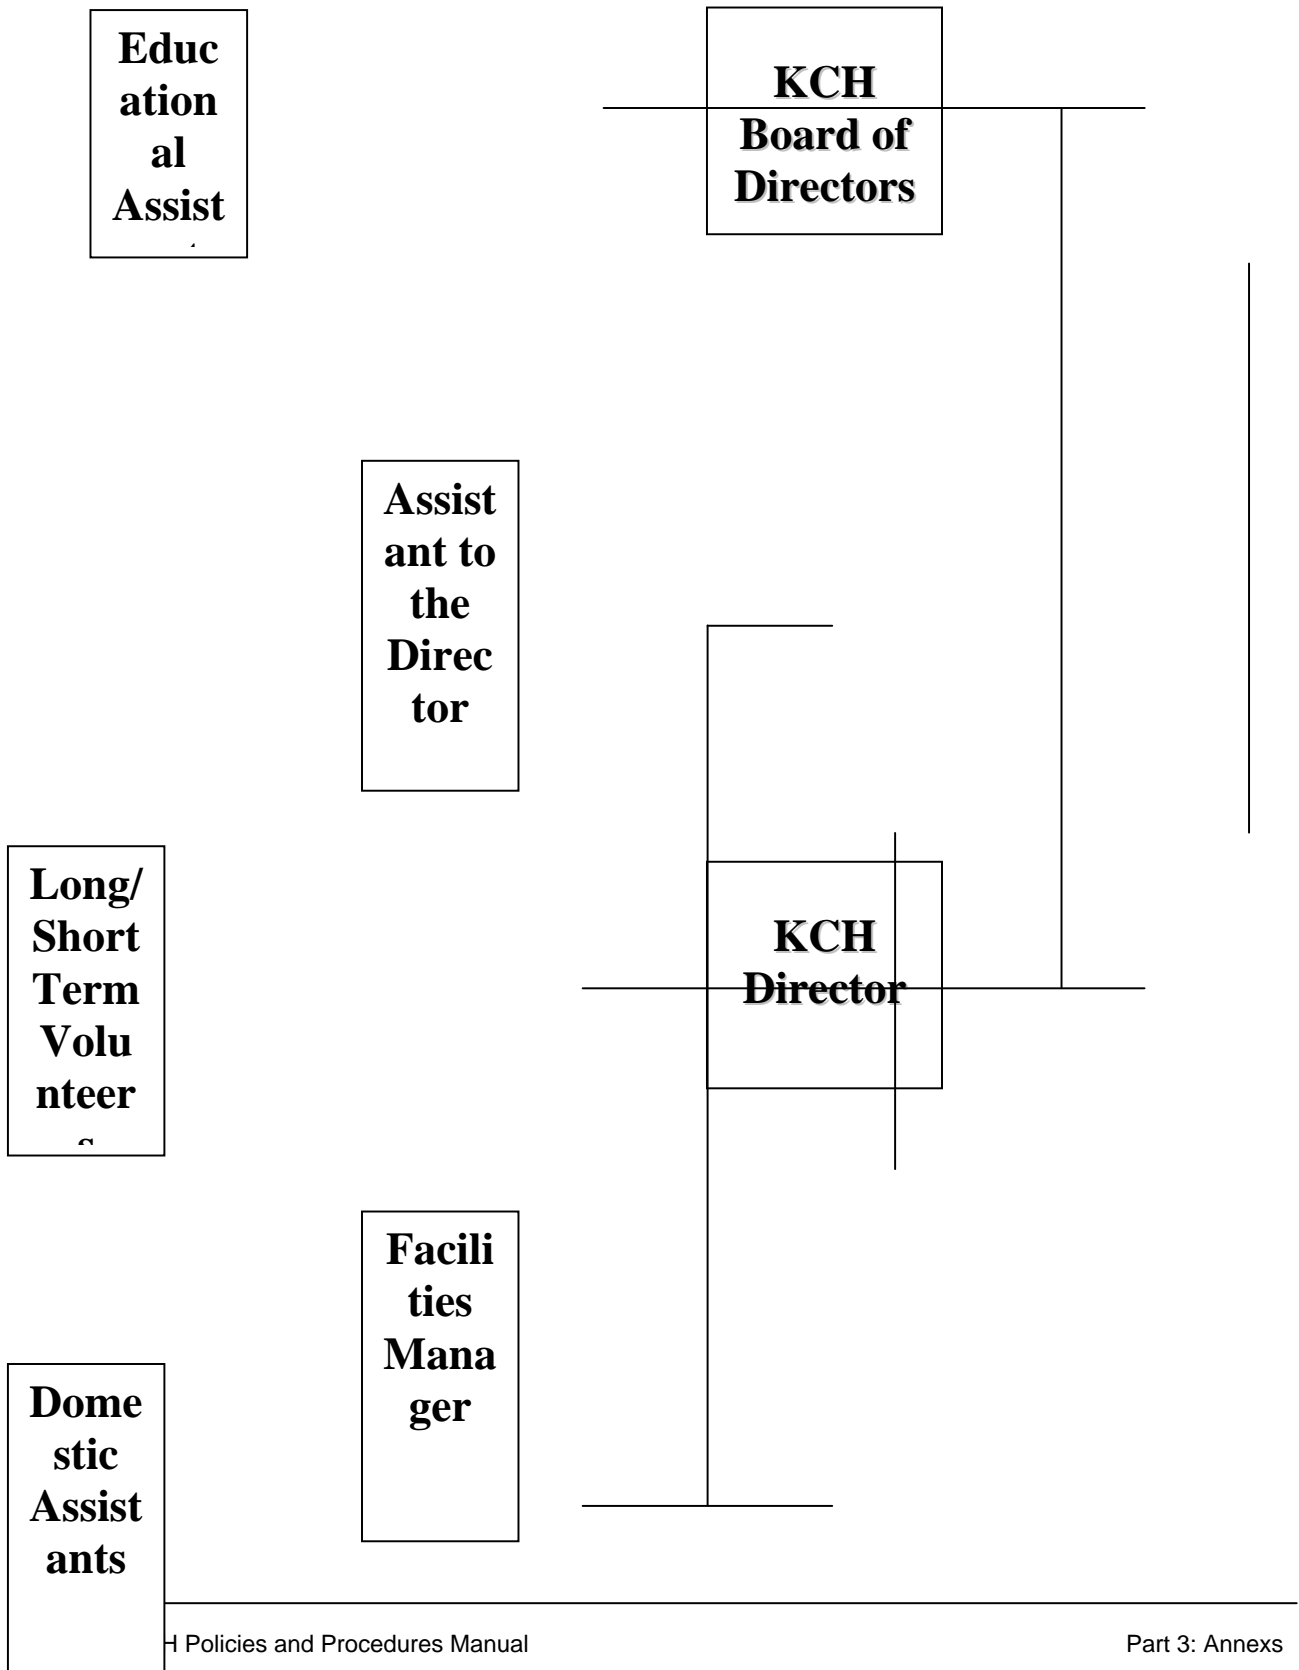 Educ
ation
al
Assist
KCH
Board of
Directors
Assist
ant to
the
Direc
tor
Long/
Short
Term
Volu
nteer
s
KCH
Director
Facili
ties
Mana
ger
Dome
stic
Assist
ants
H Policies and Procedures Manual
Part 3: Annexs